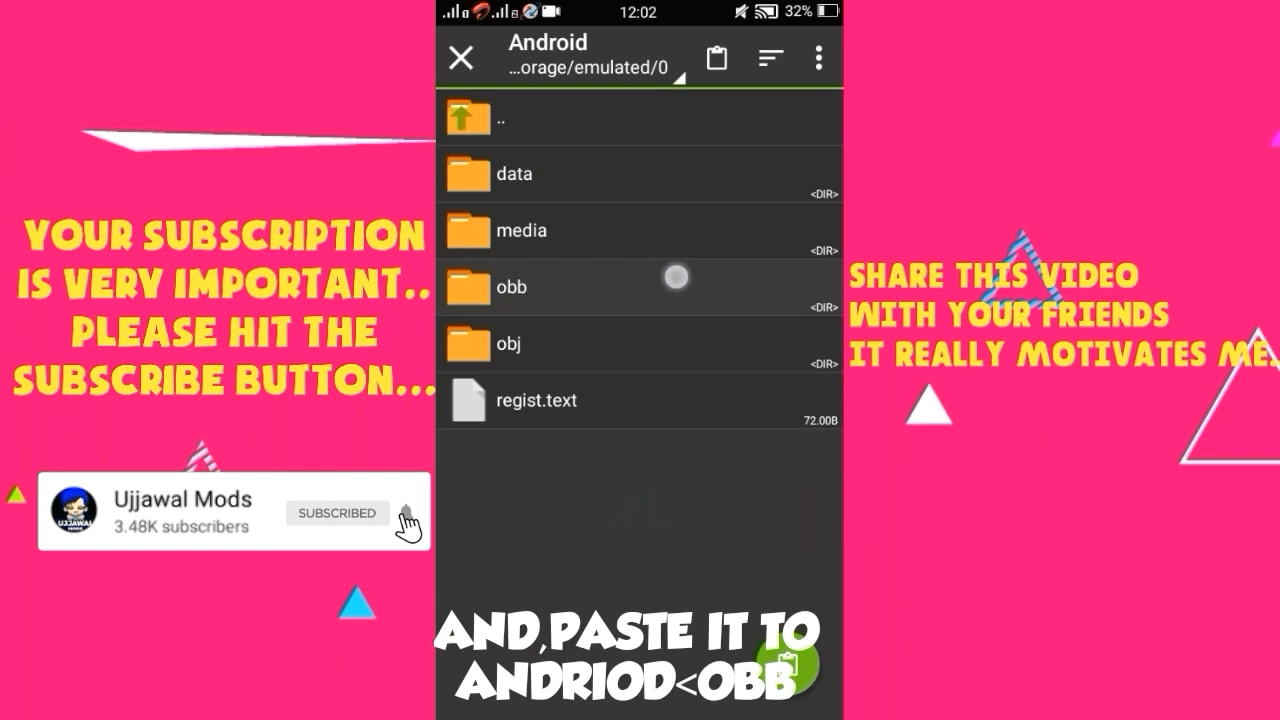 12:02
32%
Android
...orage/emulated/0
..
data
<DIR>
media
<DIR>
obb
<DIR>
obj
<DIR>
regist.text
72.00B
YOUR SUBSCRIPTION
IS VERY IMPORTANT..
PLEASE HIT THE
SUBSCRIBE BUTTON...
Ujjawal Mods
3.48K subscribers
SUBSCRIBED
UJJAWAL
MODS
SHARE THIS VIDEO
WITH YOUR FRIENDS
IT REALLY MOTIVATES ME.
AND,PASTE IT TO
ANDRIOD<OBB